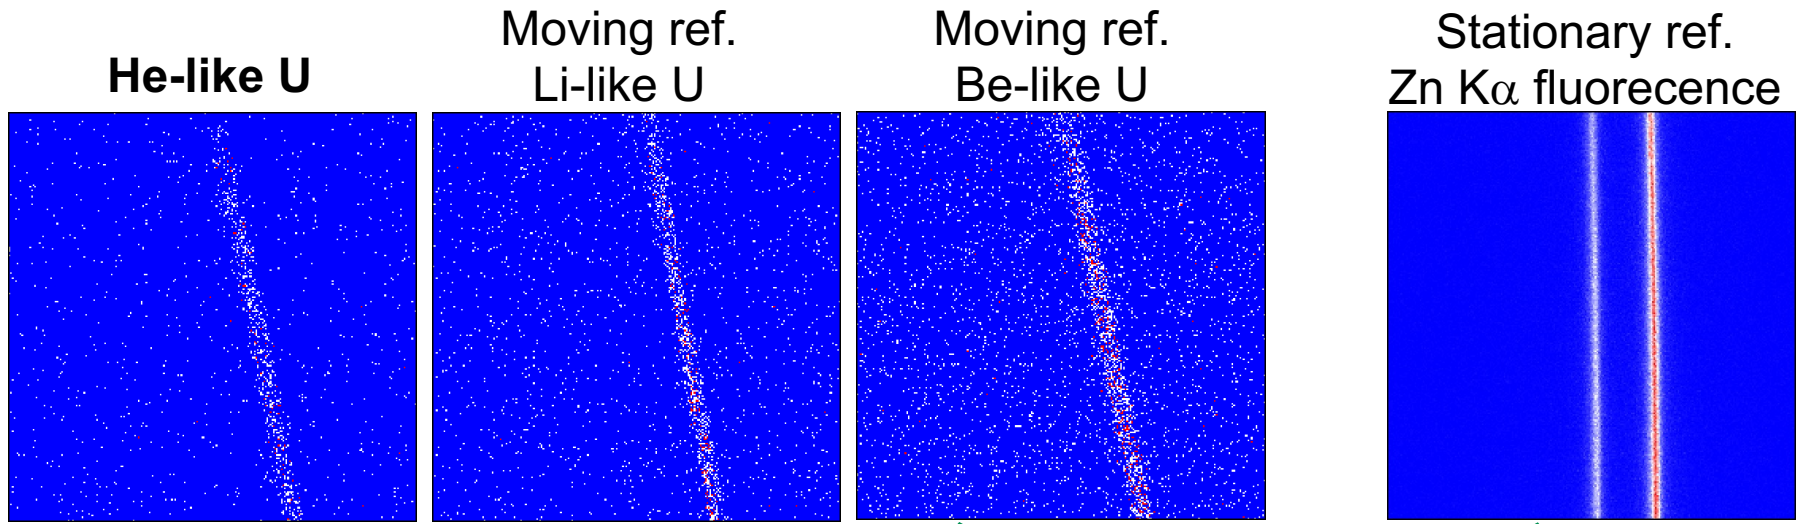 He-like U
Moving ref.
Li-like U
Moving ref.
Be-like U
Stationary ref.
Zn Kα fluorecence